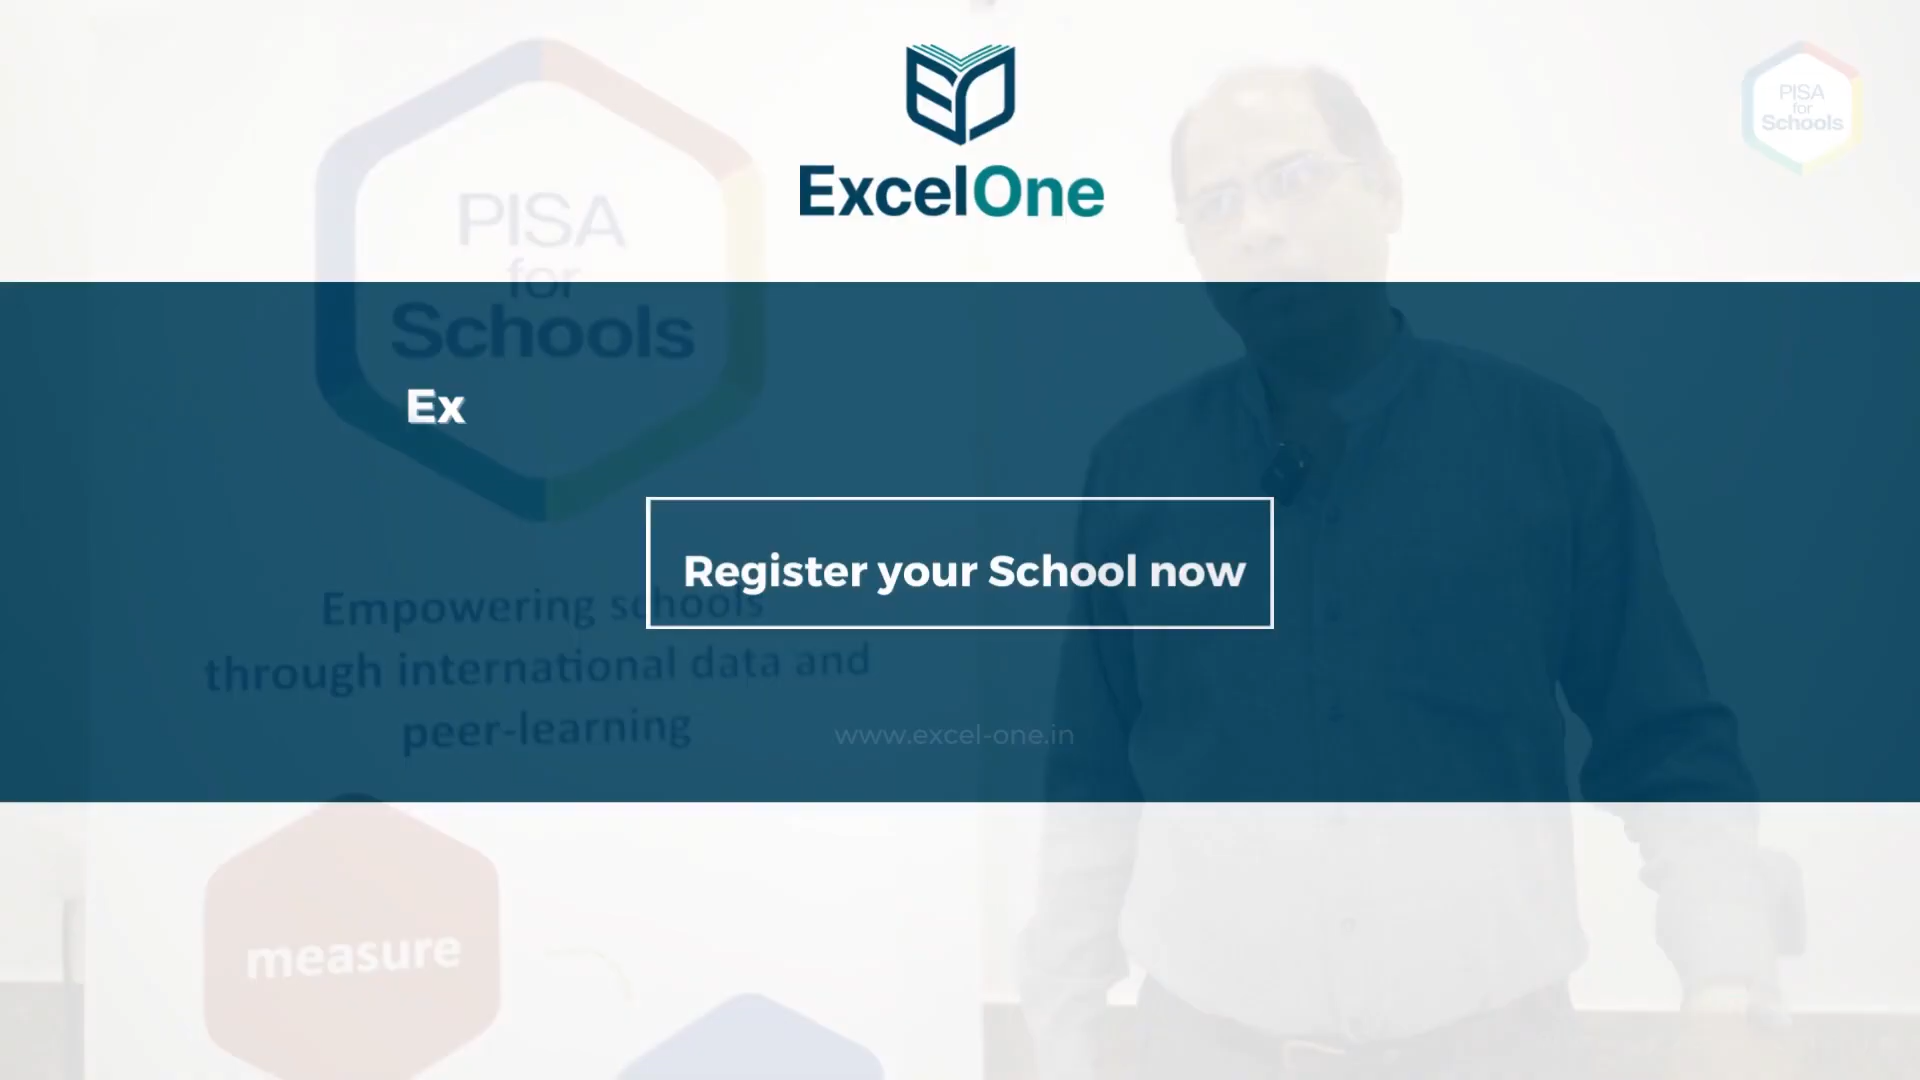 ExcelOne
PISA
for
Schools
PISA
for
Schools
Ex
Register your School now
Empowering schools
through international data and
peer-learning
www.excel-one.in
measure